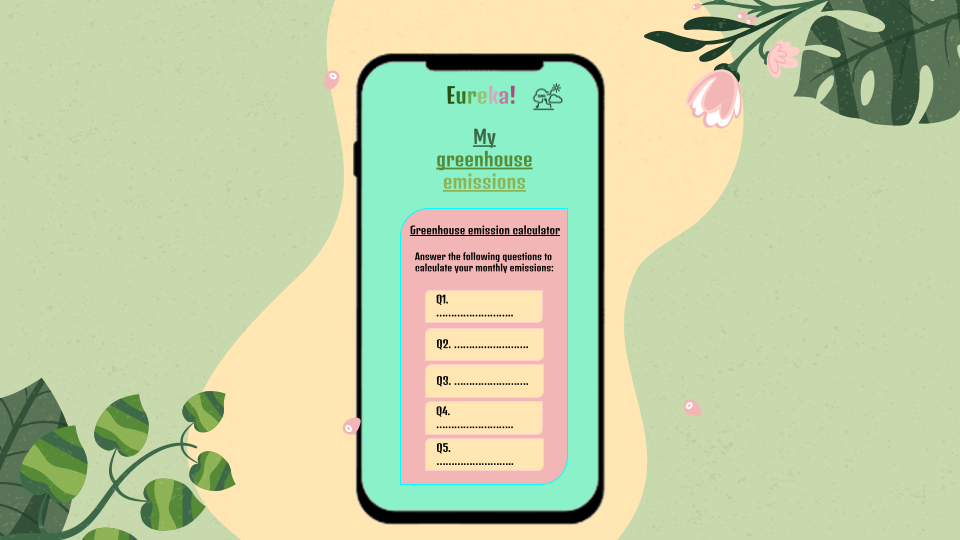 Eureka!
My
greenhouse
emissions
Greenhouse emission calculator
Answer the following questions to
calculate your monthly emissions:
Q1.
..........................
Q2. .........................
Q3. .........................
Q4.
..........................
Q5.
..........................